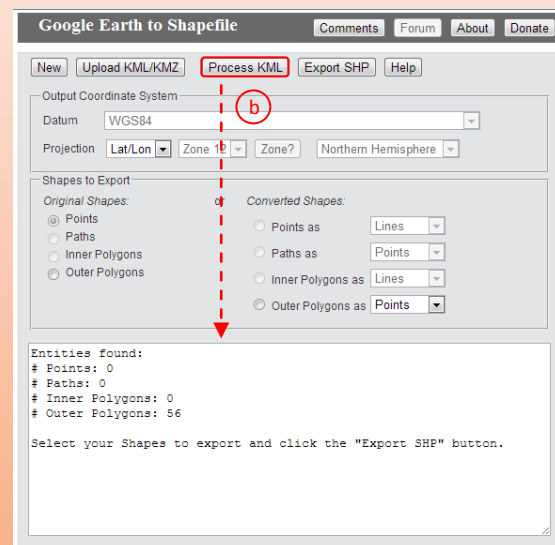 Google Earth to Shapefile Comments Forum About Donate
New Upload KML/KMZ Process KML Export SHP Help
b
Output Coordinate System
Datum WGS84
Projection Lat/Lon Zone 12 Zone? Northern Hemisphere
Shapes to Export
Original Shapes: or Converted Shapes:
Points
Paths
Inner Polygons
Outer Polygons
Points as Lines
Paths as Points
Inner Polygons as Lines
Outer Polygons as Points
Entities found:
# Points: 0
# Paths: 0
# Inner Polygons: 0
# Outer Polygons: 56
Select your Shapes to export and click the "Export SHP" button.